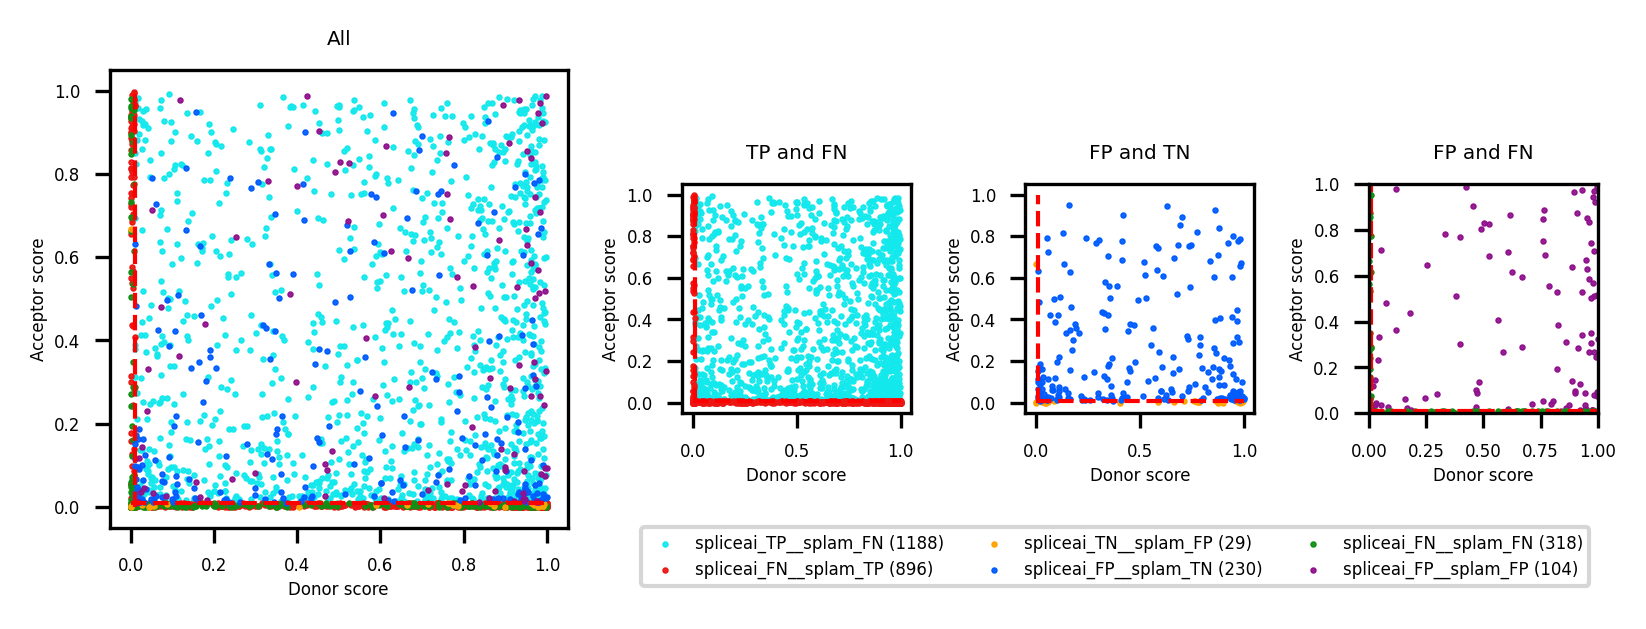 All
1.0
0.8
0.6
0.4
0.2
0.0
Acceptor score
0.0 0.2 0.4 0.6 0.8 1.0
Donor score
TP and FN
1.0
0.8
0.6
0.4
0.2
0.0
Acceptor score
0.0 0.5 1.0
Donor score
FP and TN
1.0
0.8
0.6
0.4
0.2
0.0
Acceptor score
0.0 0.5 1.0
Donor score
FP and FN
1.0
0.8
0.6
0.4
0.2
0.0
Acceptor score
0.00 0.25 0.50 0.75 1.00
Donor score
spliceai_TP__splam_FN (1188)
spliceai_FN__splam_TP (896)
spliceai_TN__splam_FP (29)
spliceai_FP__splam_TN (230)
spliceai_FN__splam_FN (318)
spliceai_FP__splam_FP (104)